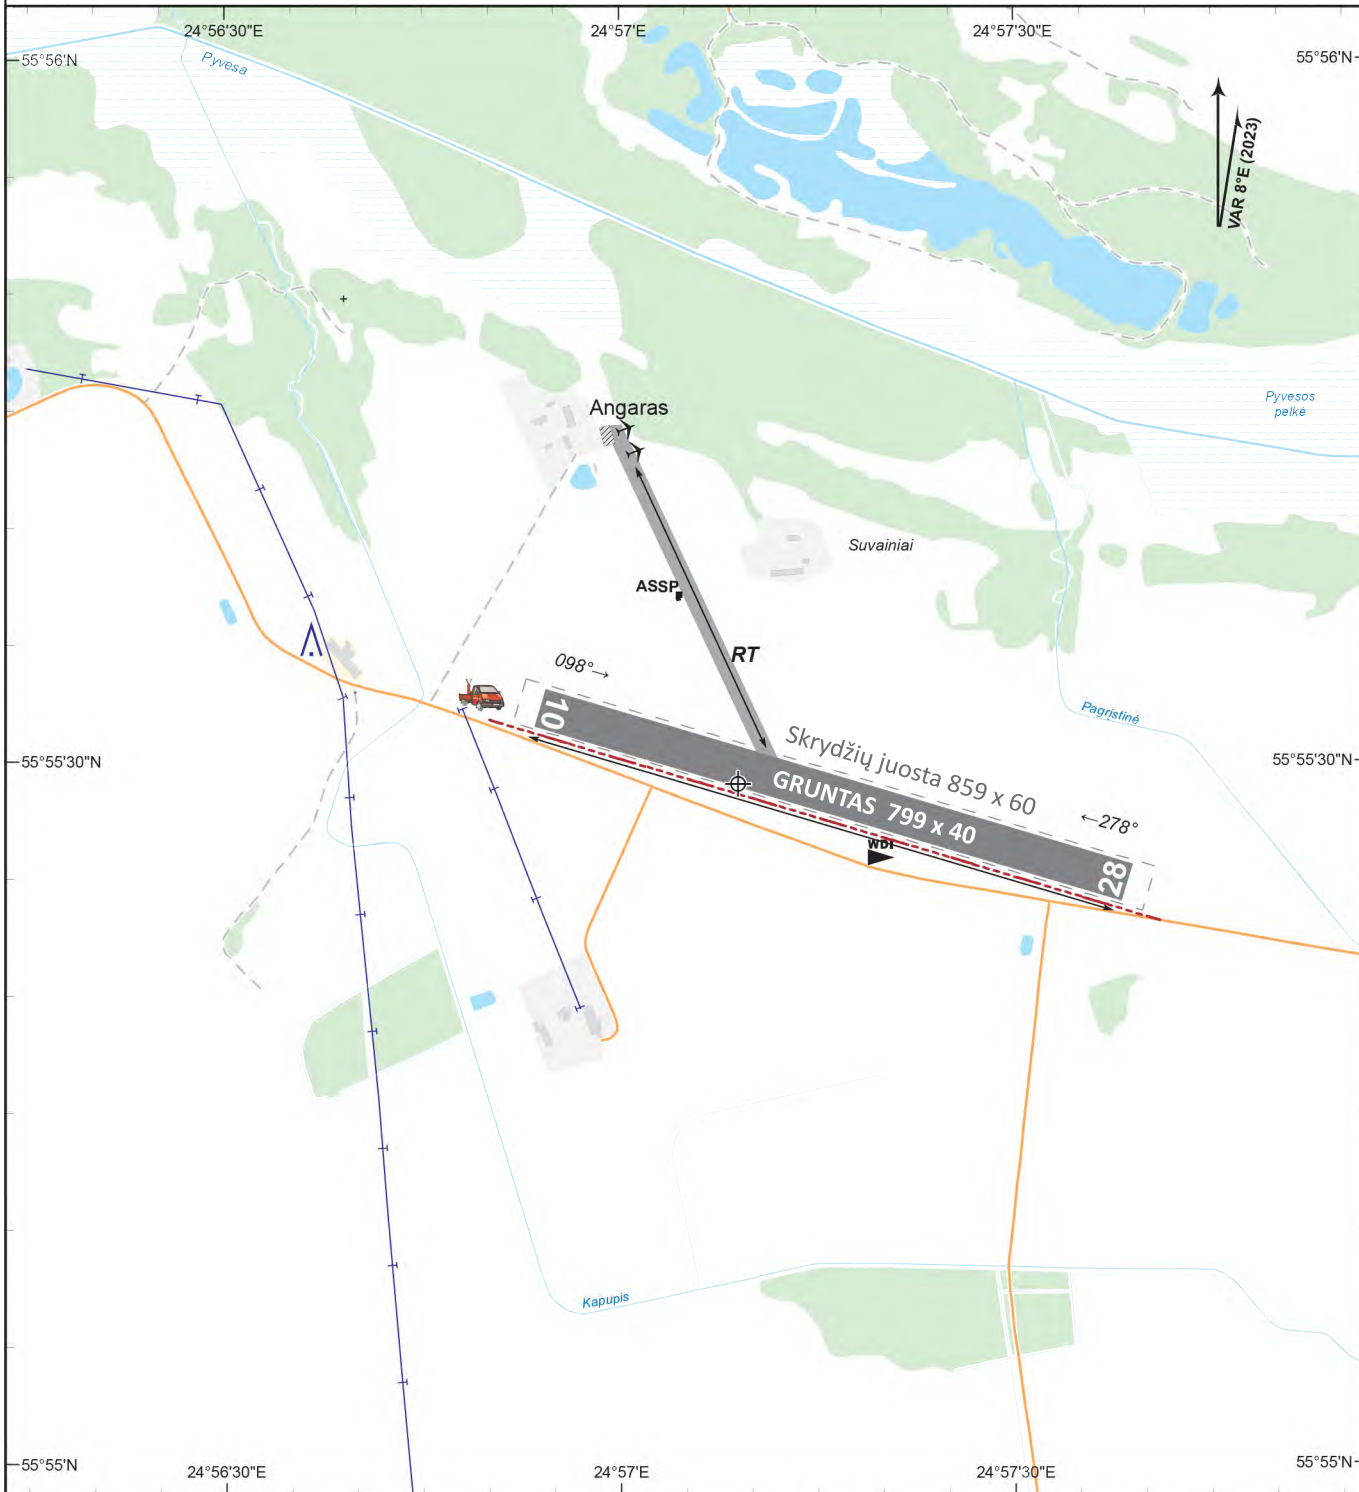 24°56'30"E
24°57'E
24°57'30"E
55°56'N
55°56'N
Pyvesa
VAR 8°E (2023)
Pyvesos
pelkė
Angaras
Suvainiai
ASSP
RT
098°→
Pagrįstinė
10
Skrydžių juosta 859 x 60
55°55'30"N
55°55'30"N
GRUNTAS 799 x 40
←278°
WDI
28
Kapupis
55°55'N
55°55'N
24°56'30"E
24°57'E
24°57'30"E